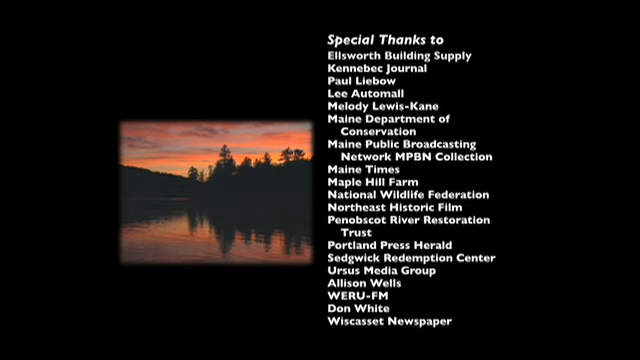 Special Thanks to
Ellsworth Building Supply
Kennebec Journal
Paul Liebow
Lee Automall
Melody Lewis-Kane
Maine Department of
Conservation
Maine Public Broadcasting
Network MPBN Collection
Maine Times
Maple Hill Farm
National Wildlife Federation
Northeast Historic Film
Penobscot River Restoration
Trust
Portland Press Herald
Sedgwick Redemption Center
Ursus Media Group
Allison Wells
WERU-FM
Don White
Wiscasset Newspaper